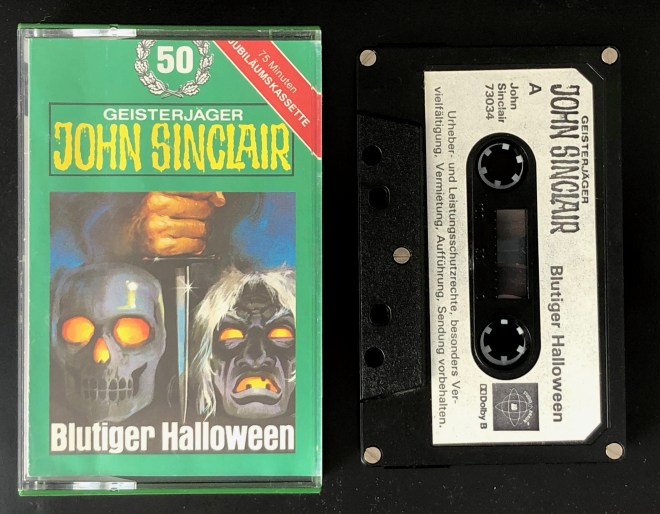 50
75 Minuten
JUBILÄUMSKASSETTE
GEISTERJÄGER
JOHN SINCLAIR
Blutiger Halloween
GEISTERJÄGER
JOHN SINCLAIR
Blutiger Halloween
A
John
Sinclair
73034
Urheber- und Leistungsschutzrechte, besonders Ver-
vielfältigung, Vermietung, Aufführung, Sendung vorbehalten.
Dolby B